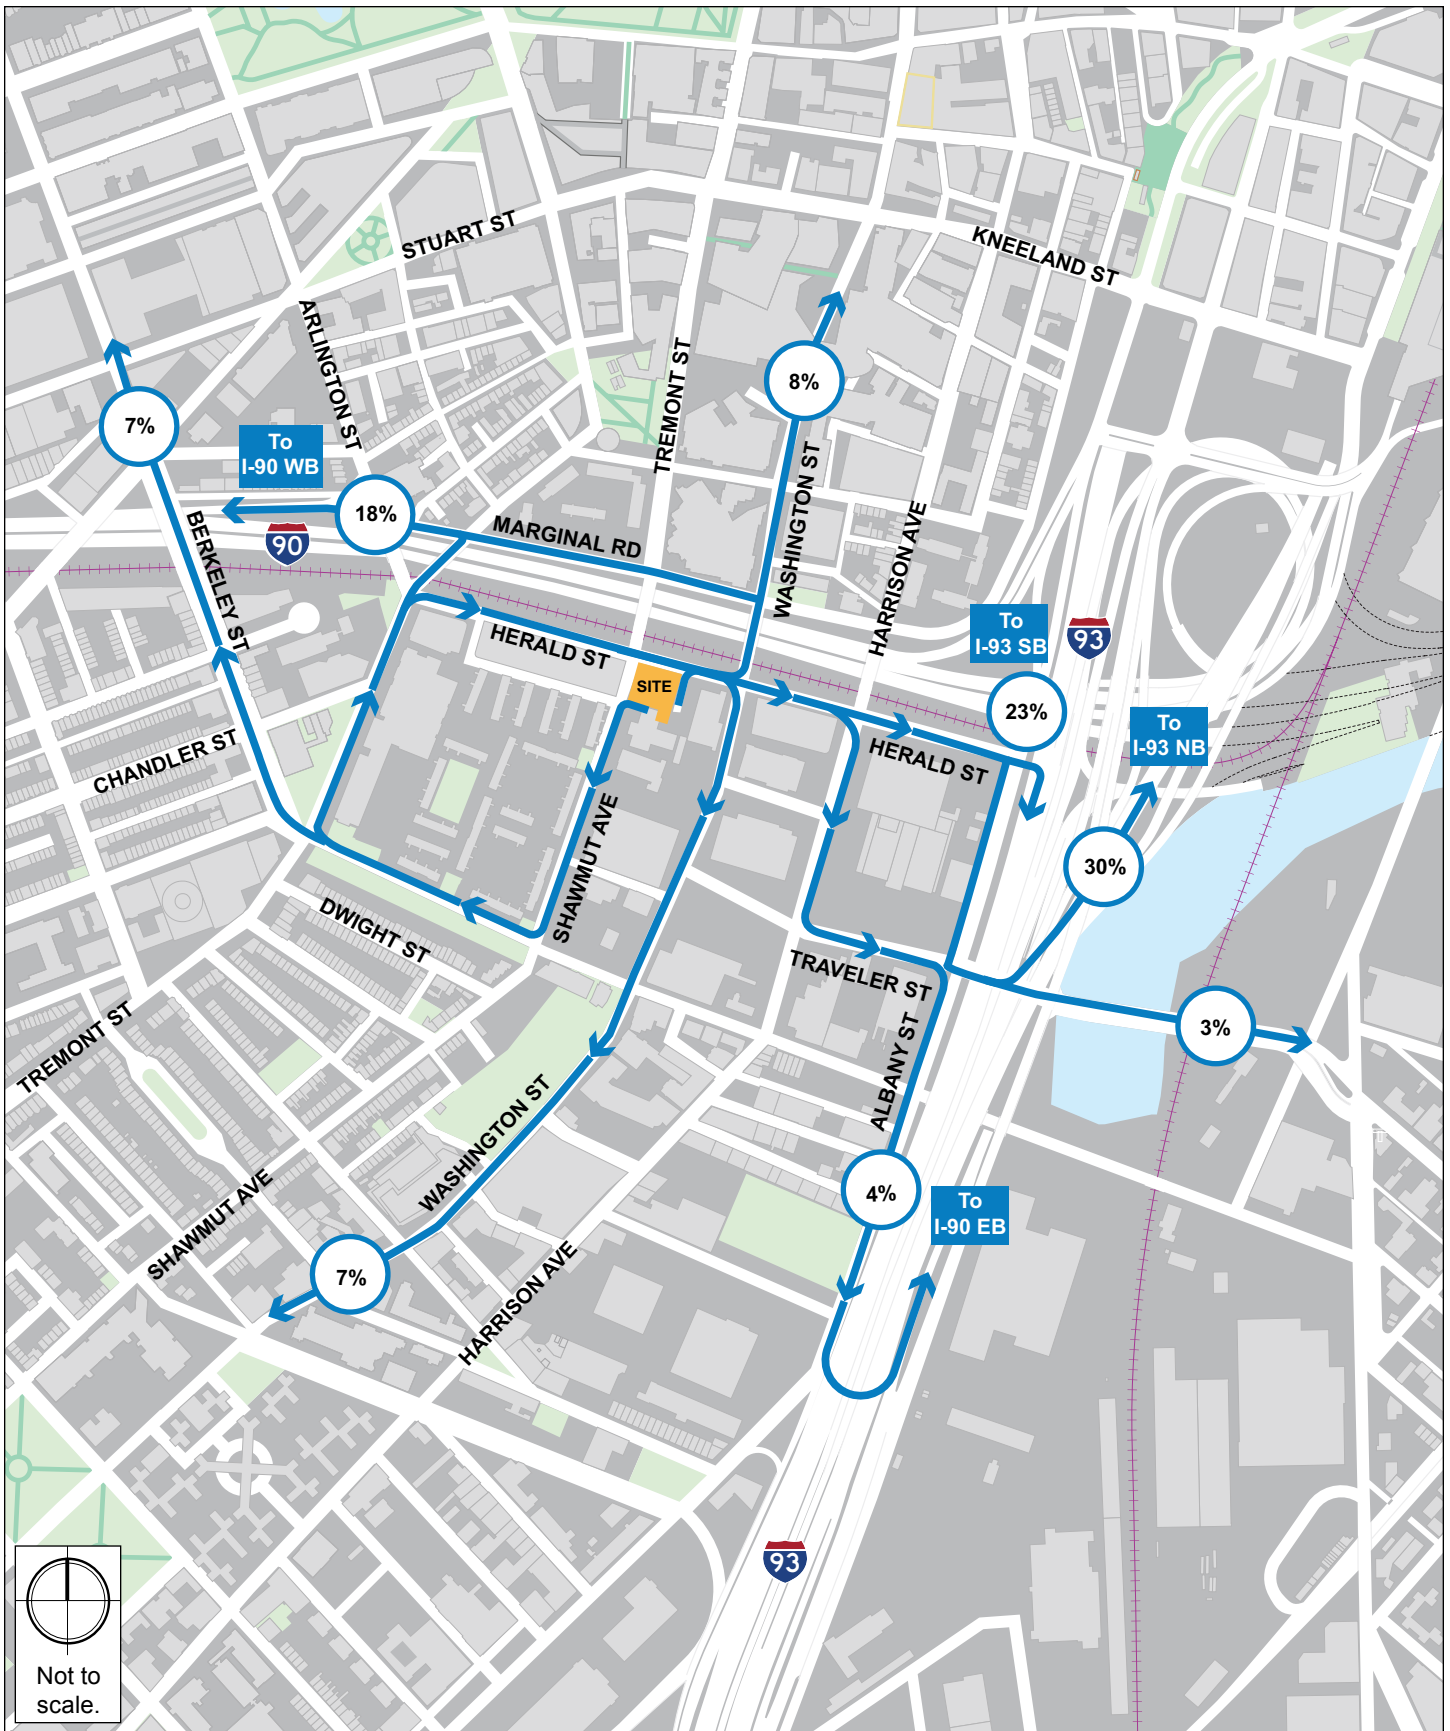 STUART ST
KNEELAND ST
ARLINGTON ST
TREMONT ST
8%
7%
To
I-90 WB
18%
WASHINGTON ST
MARGINAL RD
90
BERKELEY ST
HARRISON AVE
To
I-93 SB
93
HERALD ST
SITE
23%
To
I-93 NB
CHANDLER ST
HERALD ST
SHAWMUT AVE
30%
DWIGHT ST
TRAVELER ST
3%
TREMONT ST
ALBANY ST
WASHINGTON ST
4%
To
I-90 EB
SHAWMUT AVE
7%
HARRISON AVE
93
Not to
scale.